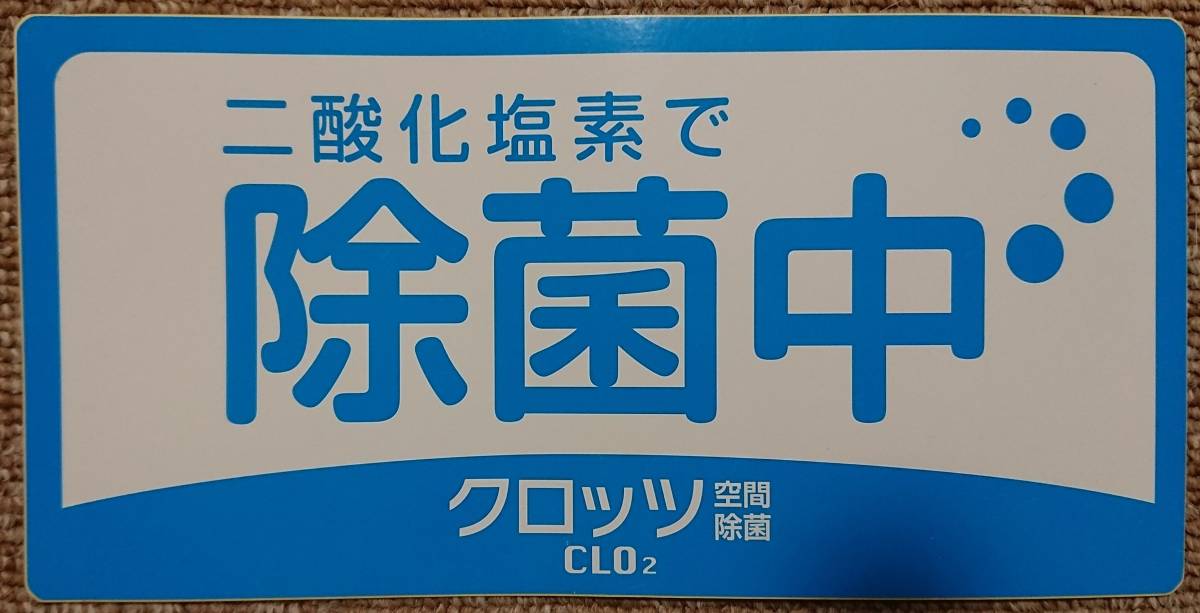 二酸化塩素で
除菌中
クロッツ 空間
除菌
CLO2